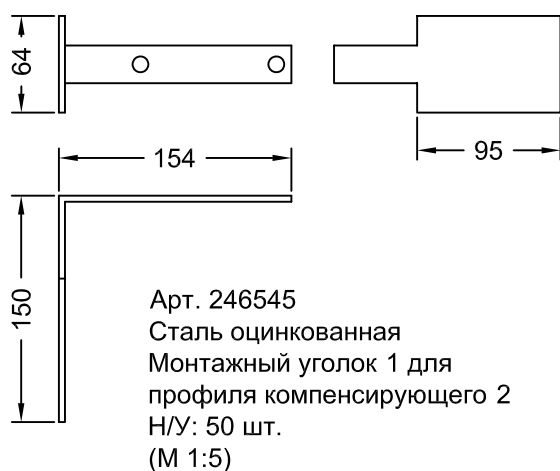 64
95
154
150
Арт. 246545
Сталь оцинкованная
Монтажный уголок 1 для
профиля компенсирующего 2
Н/У: 50 шт.
(М 1:5)